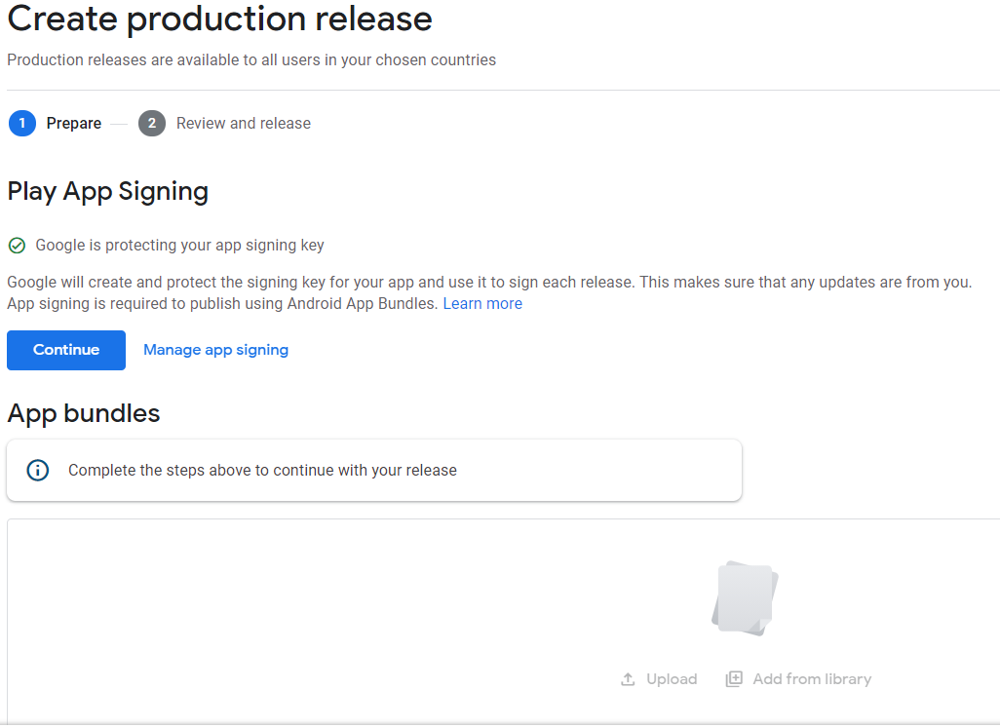 Create production release
Production releases are available to all users in your chosen countries
1 Prepare 2 Review and release
Play App Signing
Google is protecting your app signing key
Google will create and protect the signing key for your app and use it to sign each release. This makes sure that any updates are from you.
App signing is required to publish using Android App Bundles. Learn more
Continue Manage app signing
App bundles
Complete the steps above to continue with your release
Upload Add from library